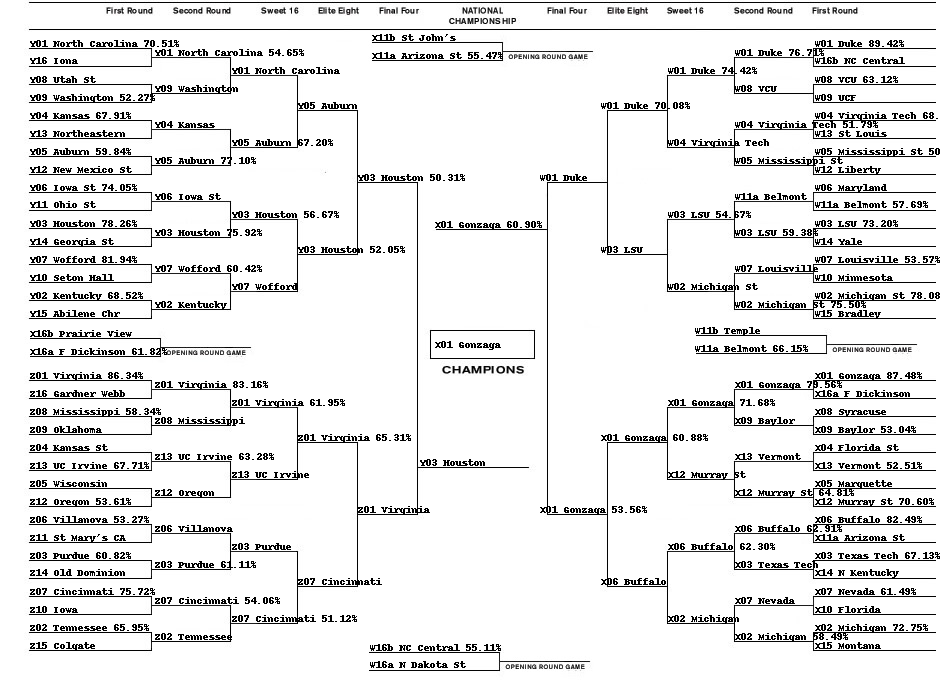 First Round Second Round Sweet 16 Elite Eight Final Four NATIONAL CHAMPIONSHIP Final Four Elite Eight Sweet 16 Second Round First Round
X11b St John's
X11a Arizona St 55.47%
OPENING ROUND GAME
Y01 North Carolina 70.51%
Y16 Iona
Y08 Utah St
Y09 Washington 52.27%
Y04 Kansas 67.91%
Y13 Northeastern
Y05 Auburn 59.84%
Y12 New Mexico St
Y06 Iowa St 74.05%
Y11 Ohio St
Y03 Houston 78.26%
Y14 Georgia St
Y07 Wofford 81.94%
Y10 Seton Hall
Y02 Kentucky 68.52%
Y15 Abilene Chr
Y01 North Carolina 54.65%
Y09 Washington
Y04 Kansas
Y05 Auburn 77.10%
Y06 Iowa St
Y03 Houston 75.92%
Y07 Wofford 60.42%
Y02 Kentucky
Y01 North Carolina
Y05 Auburn 67.20%
Y03 Houston 56.67%
Y07 Wofford
Y05 Auburn
Y03 Houston 52.05%
Y03 Houston 50.31%
X16b Prairie View
X16a F Dickinson 61.82%
OPENING ROUND GAME
Z01 Virginia 86.34%
Z16 Gardner Webb
Z08 Mississippi 58.34%
Z09 Oklahoma
Z04 Kansas St
Z13 UC Irvine 67.71%
Z05 Wisconsin
Z12 Oregon 53.61%
Z06 Villanova 53.27%
Z11 St Mary's CA
Z03 Purdue 60.82%
Z14 Old Dominion
Z07 Cincinnati 75.72%
Z10 Iowa
Z02 Tennessee 65.95%
Z15 Colgate
Z01 Virginia 83.16%
Z08 Mississippi
Z13 UC Irvine 63.28%
Z12 Oregon
Z06 Villanova
Z03 Purdue 61.11%
Z07 Cincinnati 54.06%
Z02 Tennessee
Z01 Virginia 61.95%
Z13 UC Irvine
Z03 Purdue
Z07 Cincinnati 51.12%
Z01 Virginia 65.31%
Z07 Cincinnati
Z01 Virginia
Y03 Houston
X01 Gonzaga 60.90%
X01 Gonzaga
CHAMPIONS
W16b NC Central 55.11%
W16a N Dakota St
OPENING ROUND GAME
W01 Duke
X01 Gonzaga 53.56%
W01 Duke 70.08%
W03 LSU
X01 Gonzaga 60.88%
X06 Buffalo
W01 Duke 74.42%
W04 Virginia Tech
W03 LSU 54.67%
W02 Michigan St
W01 Duke 76.71%
W08 VCU
W04 Virginia Tech 51.79%
W05 Mississippi St
W11a Belmont
W03 LSU 59.38%
W07 Louisville
W02 Michigan St 75.50%
W01 Duke 89.42%
W16b NC Central
W08 VCU 63.12%
W09 UCF
W04 Virginia Tech 68.
W13 St Louis
W05 Mississippi St 50
W12 Liberty
W06 Maryland
W11a Belmont 57.69%
W03 LSU 73.20%
W14 Yale
W07 Louisville 53.57%
W10 Minnesota
W02 Michigan St 78.08
W15 Bradley
W11b Temple
W11a Belmont 66.15%
OPENING ROUND GAME
X01 Gonzaga 71.68%
X12 Murray St
X06 Buffalo 62.30%
X02 Michigan
X01 Gonzaga 79.56%
X09 Baylor
X13 Vermont
X12 Murray St 64.81%
X06 Buffalo 62.91%
X03 Texas Tech
X07 Nevada
X02 Michigan 58.49%
X01 Gonzaga 87.48%
X16a F Dickinson
X08 Syracuse
X09 Baylor 53.04%
X04 Florida St
X13 Vermont 52.51%
X05 Marquette
X12 Murray St 70.60%
X06 Buffalo 82.49%
X11a Arizona St
X03 Texas Tech 67.13%
X14 N Kentucky
X07 Nevada 61.49%
X10 Florida
X02 Michigan 72.75%
X15 Montana